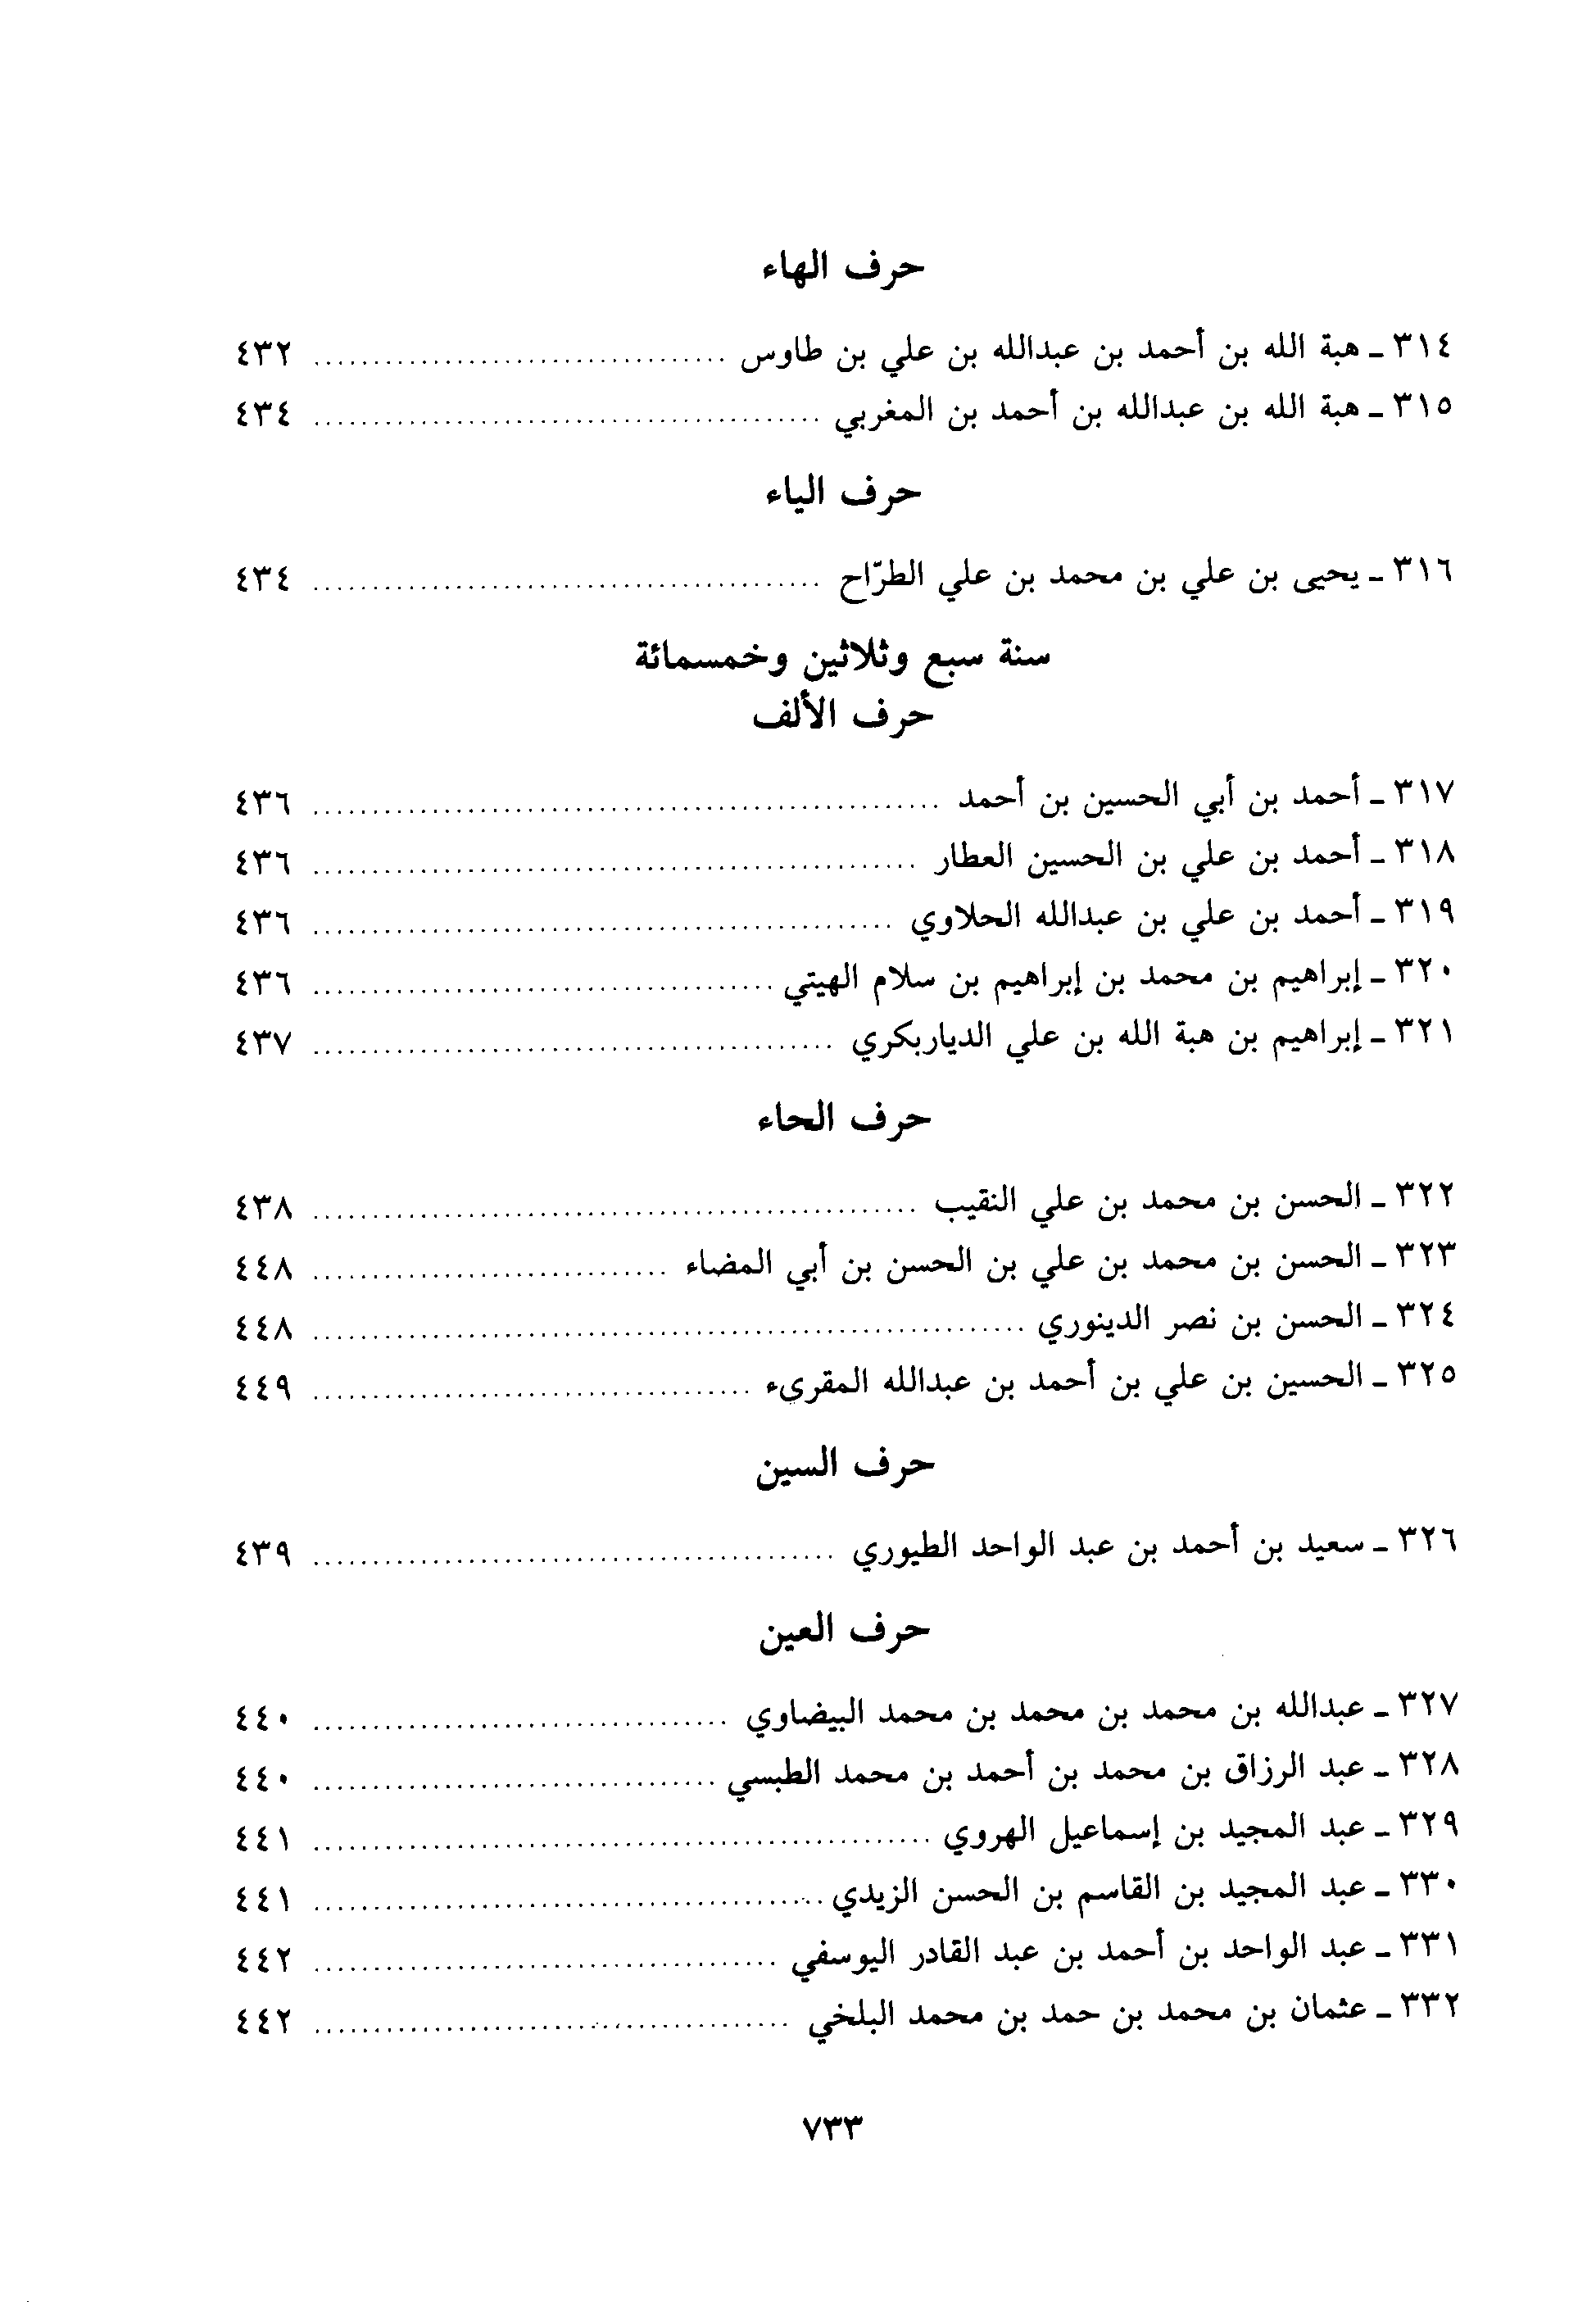 حرف الهاء
٣١٤ ـ هبة الله بن أحمد بن عبدالله بن علي بن طاوس ................................... ٤٣٢
٣١٥ ـ هبة الله بن عبدالله بن أحمد بن المغربي ........................................... ٤٣٤
حرف الياء
٣١٦ ـ يحيى بن علي بن محمد بن علي الطرّاح ........................................... ٤٣٤
سنة سبع وثلاثين وخمسمائة
حرف الألف
٣١٧ ـ أحمد بن أبي الحسين بن أحمد ..................................................... ٤٣٦
٣١٨ ـ أحمد بن علي بن الحسين العطار ................................................... ٤٣٦
٣١٩ ـ أحمد بن علي بن عبدالله الحلاوي ................................................. ٤٣٦
٣٢٠ ـ إبراهيم بن محمد بن إبراهيم بن سلام الهيتي ....................................... ٤٣٦
٣٢١ ـ إبراهيم بن هبة الله بن علي الدياربكري ............................................ ٤٣٧
حرف الحاء
٣٢٢ ـ الحسن بن محمد بن علي النقيب ................................................... ٤٣٨
٣٢٣ ـ الحسن بن محمد بن علي بن الحسن بن أبي المضاء .............................. ٤٤٨
٣٢٤ ـ الحسن بن نصر الدينوري ............................................................ ٤٤٨
٣٢٥ ـ الحسين بن علي بن أحمد بن عبدالله المقرىء ..................................... ٤٤٩
حرف السين
٣٢٦ ـ سعيد بن أحمد بن عبد الواحد الطيوري ............................................ ٤٣٩
حرف العين
٣٢٧ ـ عبدالله بن محمد بن محمد بن محمد البيضاوي ................................... ٤٤٠
٣٢٨ ـ عبد الرزاق بن محمد بن أحمد بن محمد الطبسي .................................. ٤٤٠
٣٢٩ ـ عبد المجيد بن إسماعيل الهروي .................................................... ٤٤١
٣٣٠ ـ عبد المجيد بن القاسم بن الحسن الزيدي ........................................... ٤٤١
٣٣١ ـ عبد الواحد بن أحمد بن عبد القادر اليوسفي ....................................... ٤٤٢
٣٣٢ ـ عثمان بن محمد بن حمد بن محمد البلخي ........................................ ٤٤٢
٧٣٣